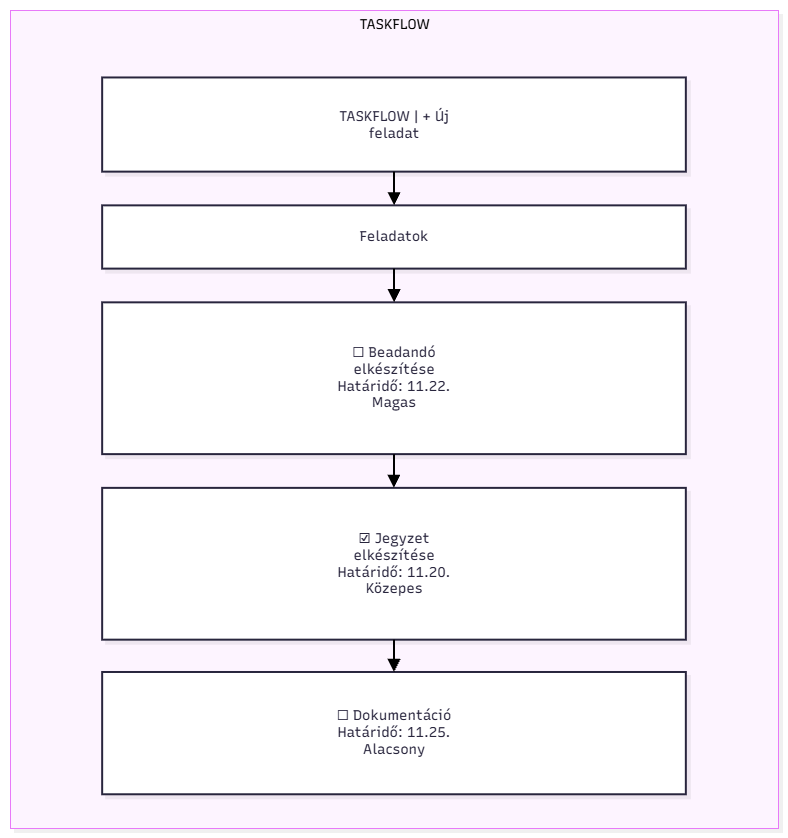 TASKFLOW
TASKFLOW | + Új
feladat
Feladatok
☐ Beadandó
elkészítése
Határidő: 11.22.
Magas
☑ Jegyzet
elkészítése
Határidő: 11.20.
Közepes
☐ Dokumentáció
Határidő: 11.25.
Alacsony